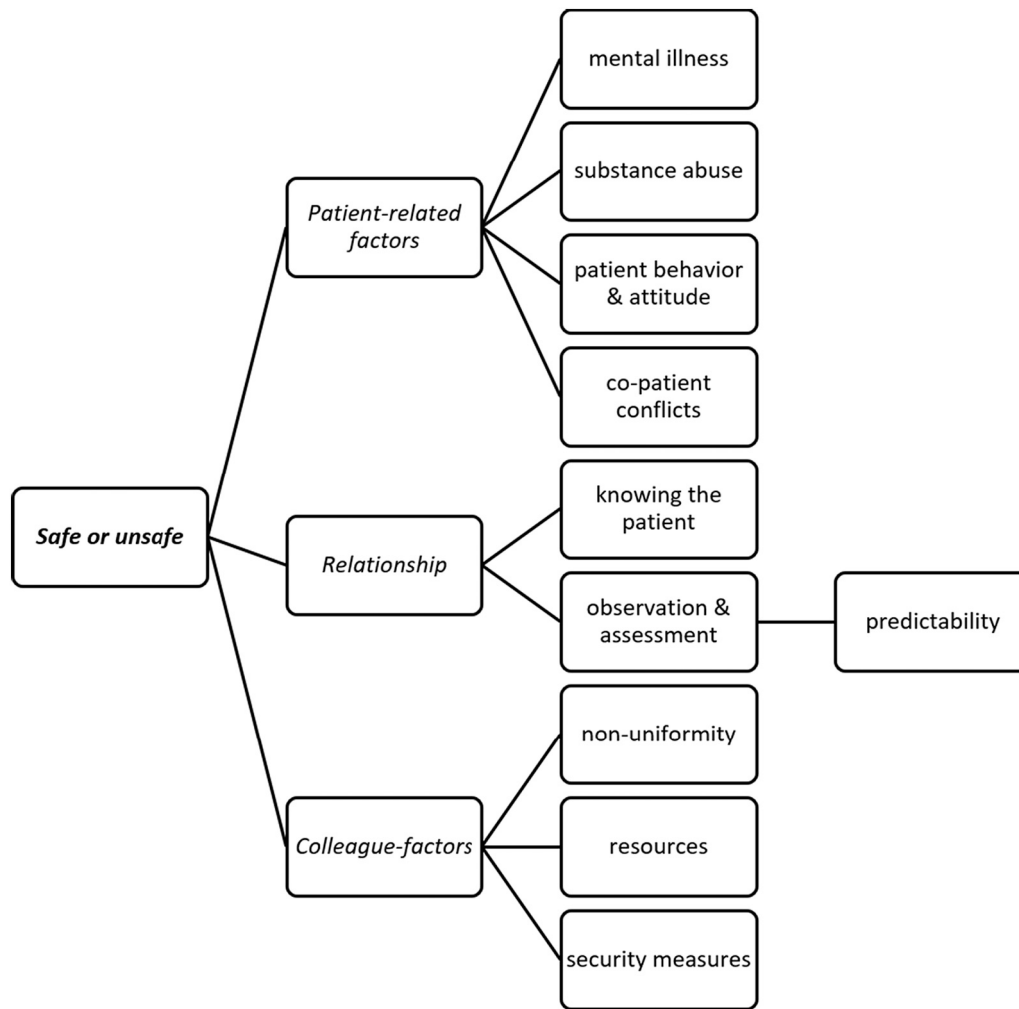 Safe or unsafe
Patient-related
factors
mental illness
substance abuse
patient behavior
& attitude
co-patient
conflicts
Relationship
knowing the
patient
observation &
assessment
predictability
Colleague-factors
non-uniformity
resources
security measures